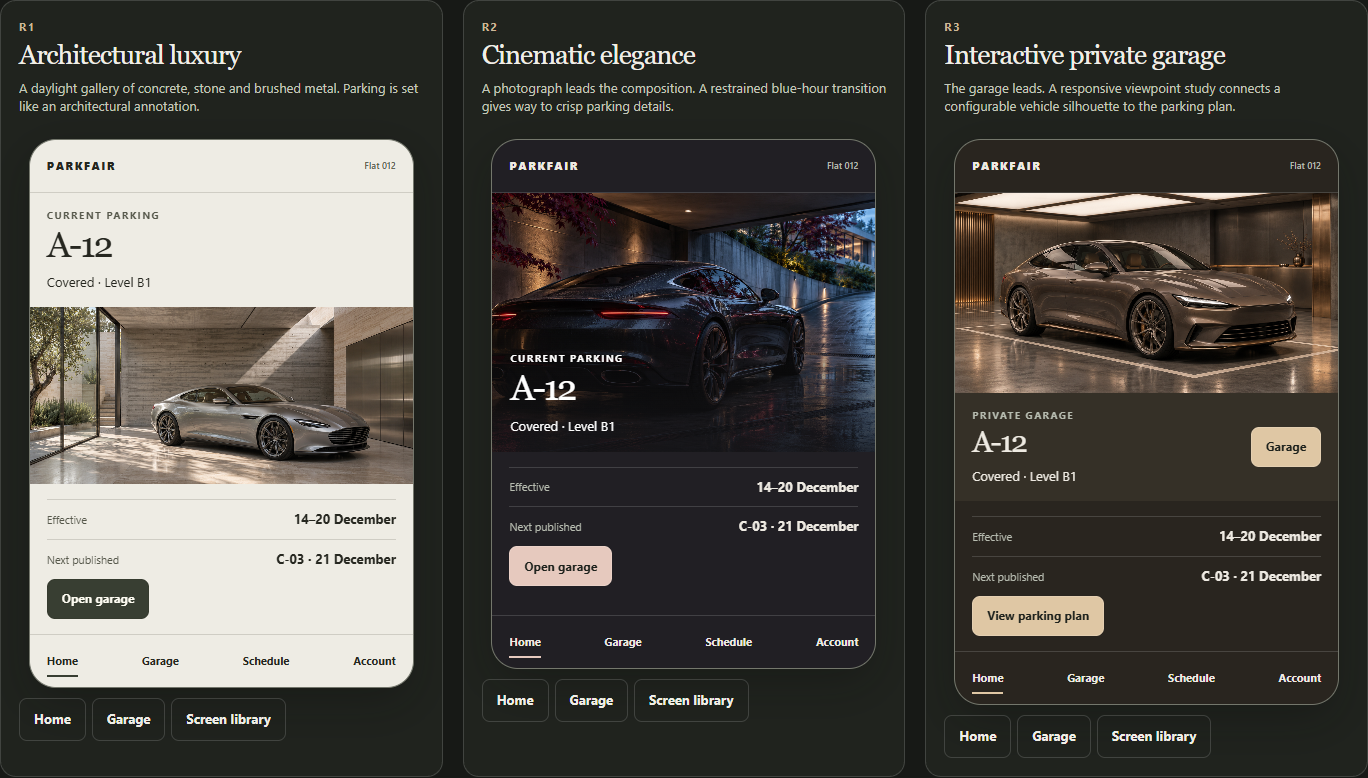 R1
Architectural luxury
A daylight gallery of concrete, stone and brushed metal. Parking is set
like an architectural annotation.
PARKFAIR
Flat 012
CURRENT PARKING
A-12
Covered · Level B1
Effective
14–20 December
Next published
C-03 · 21 December
Open garage
Home
Garage
Schedule
Account
Home
Garage
Screen library
R2
Cinematic elegance
A photograph leads the composition. A restrained blue-hour transition
gives way to crisp parking details.
PARKFAIR
Flat 012
CURRENT PARKING
A-12
Covered · Level B1
Effective
14–20 December
Next published
C-03 · 21 December
Open garage
Home
Garage
Schedule
Account
Home
Garage
Screen library
R3
Interactive private garage
The garage leads. A responsive viewpoint study connects a
configurable vehicle silhouette to the parking plan.
PARKFAIR
Flat 012
PRIVATE GARAGE
A-12
Covered · Level B1
Garage
Effective
14–20 December
Next published
C-03 · 21 December
View parking plan
Home
Garage
Schedule
Account
Home
Garage
Screen library